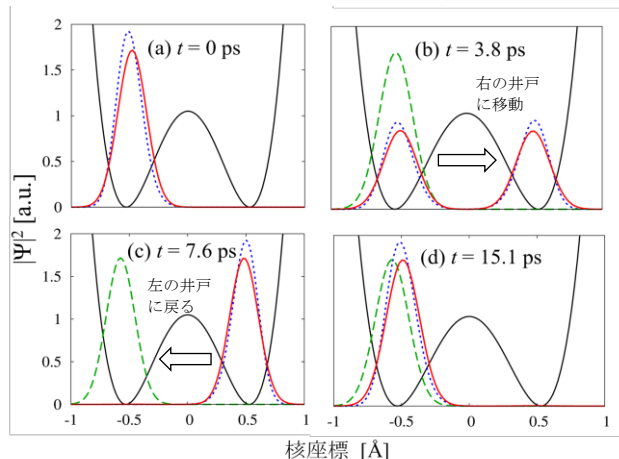 (a) t = 0 ps
(b) t = 3.8 ps
右の井戸
に移動
2
1.5
1
0.5
0
|Ψ|² [a.u.]
(c) t = 7.6 ps
左の井戸
に戻る
(d) t = 15.1 ps
2
1.5
1
0.5
0
-1
-0.5
0
0.5
1
-1
-0.5
0
0.5
1
核座標 [Å]